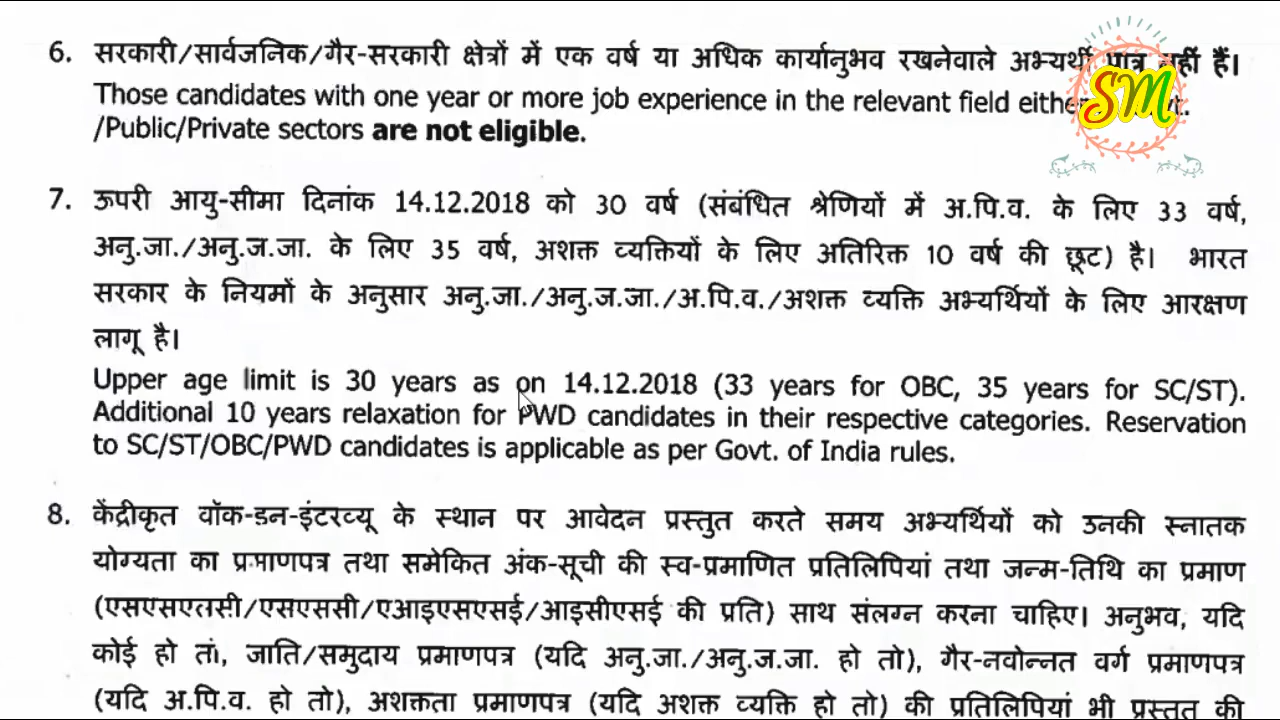 6. सरकारी/सार्वजनिक/गैर-सरकारी क्षेत्रों में एक वर्ष या अधिक कार्यानुभव रखनेवाले अभ्यर्थी पात्र नहीं हैं।
Those candidates with one year or more job experience in the relevant field
/Public/Private sectors are not eligible.
SM
7. ऊपरी आयु-सीमा दिनांक 14.12.2018 को 30 वर्ष (संबंधित श्रेणियों में अ.पि.व. के लिए 33 वर्ष,
अनु.जा./अनु.ज.जा. के लिए 35 वर्ष, अशक्त व्यक्तियों के लिए अतिरिक्त 10 वर्ष की छूट) है। भारत
सरकार के नियमों के अनुसार अनु.जा./अनु.ज.जा./अ.पि.व./अशक्त व्यक्ति अभ्यर्थियों के लिए आरक्षण
लागू है।
Upper age limit is 30 years as on 14.12.2018 (33 years for OBC, 35 years for SC/ST).
Additional 10 years relaxation for PWD candidates in their respective categories. Reservation
to SC/ST/OBC/PWD candidates is applicable as per Govt. of India rules.
8. केंद्रीकृत वॉक-इन-इंटरव्यू के स्थान पर आवेदन प्रस्तुत करते समय अभ्यर्थियों को उनकी स्नातक
योग्यता का प्रमाणपत्र तथा समेकित अंक-सूची की स्व-प्रमाणित प्रतिलिपियां तथा जन्म-तिथि का प्रमाण
(एसएसएलसी/एसएससी/एआइएसएसई/आइसीएसई की प्रति) साथ संलग्न करना चाहिए। अनुभव, यदि
कोई हो तो, जाति/समुदाय प्रमाणपत्र (यदि अनु.जा./अनु.ज.जा. हो तो), गैर-नवोन्नत वर्ग प्रमाणपत्र
(यदि अ.पि.व. हो तो), अशक्तता प्रमाणपत्र (यदि अशक्त व्यक्ति हो तो) की प्रतिलिपियां भी प्रस्तुत की